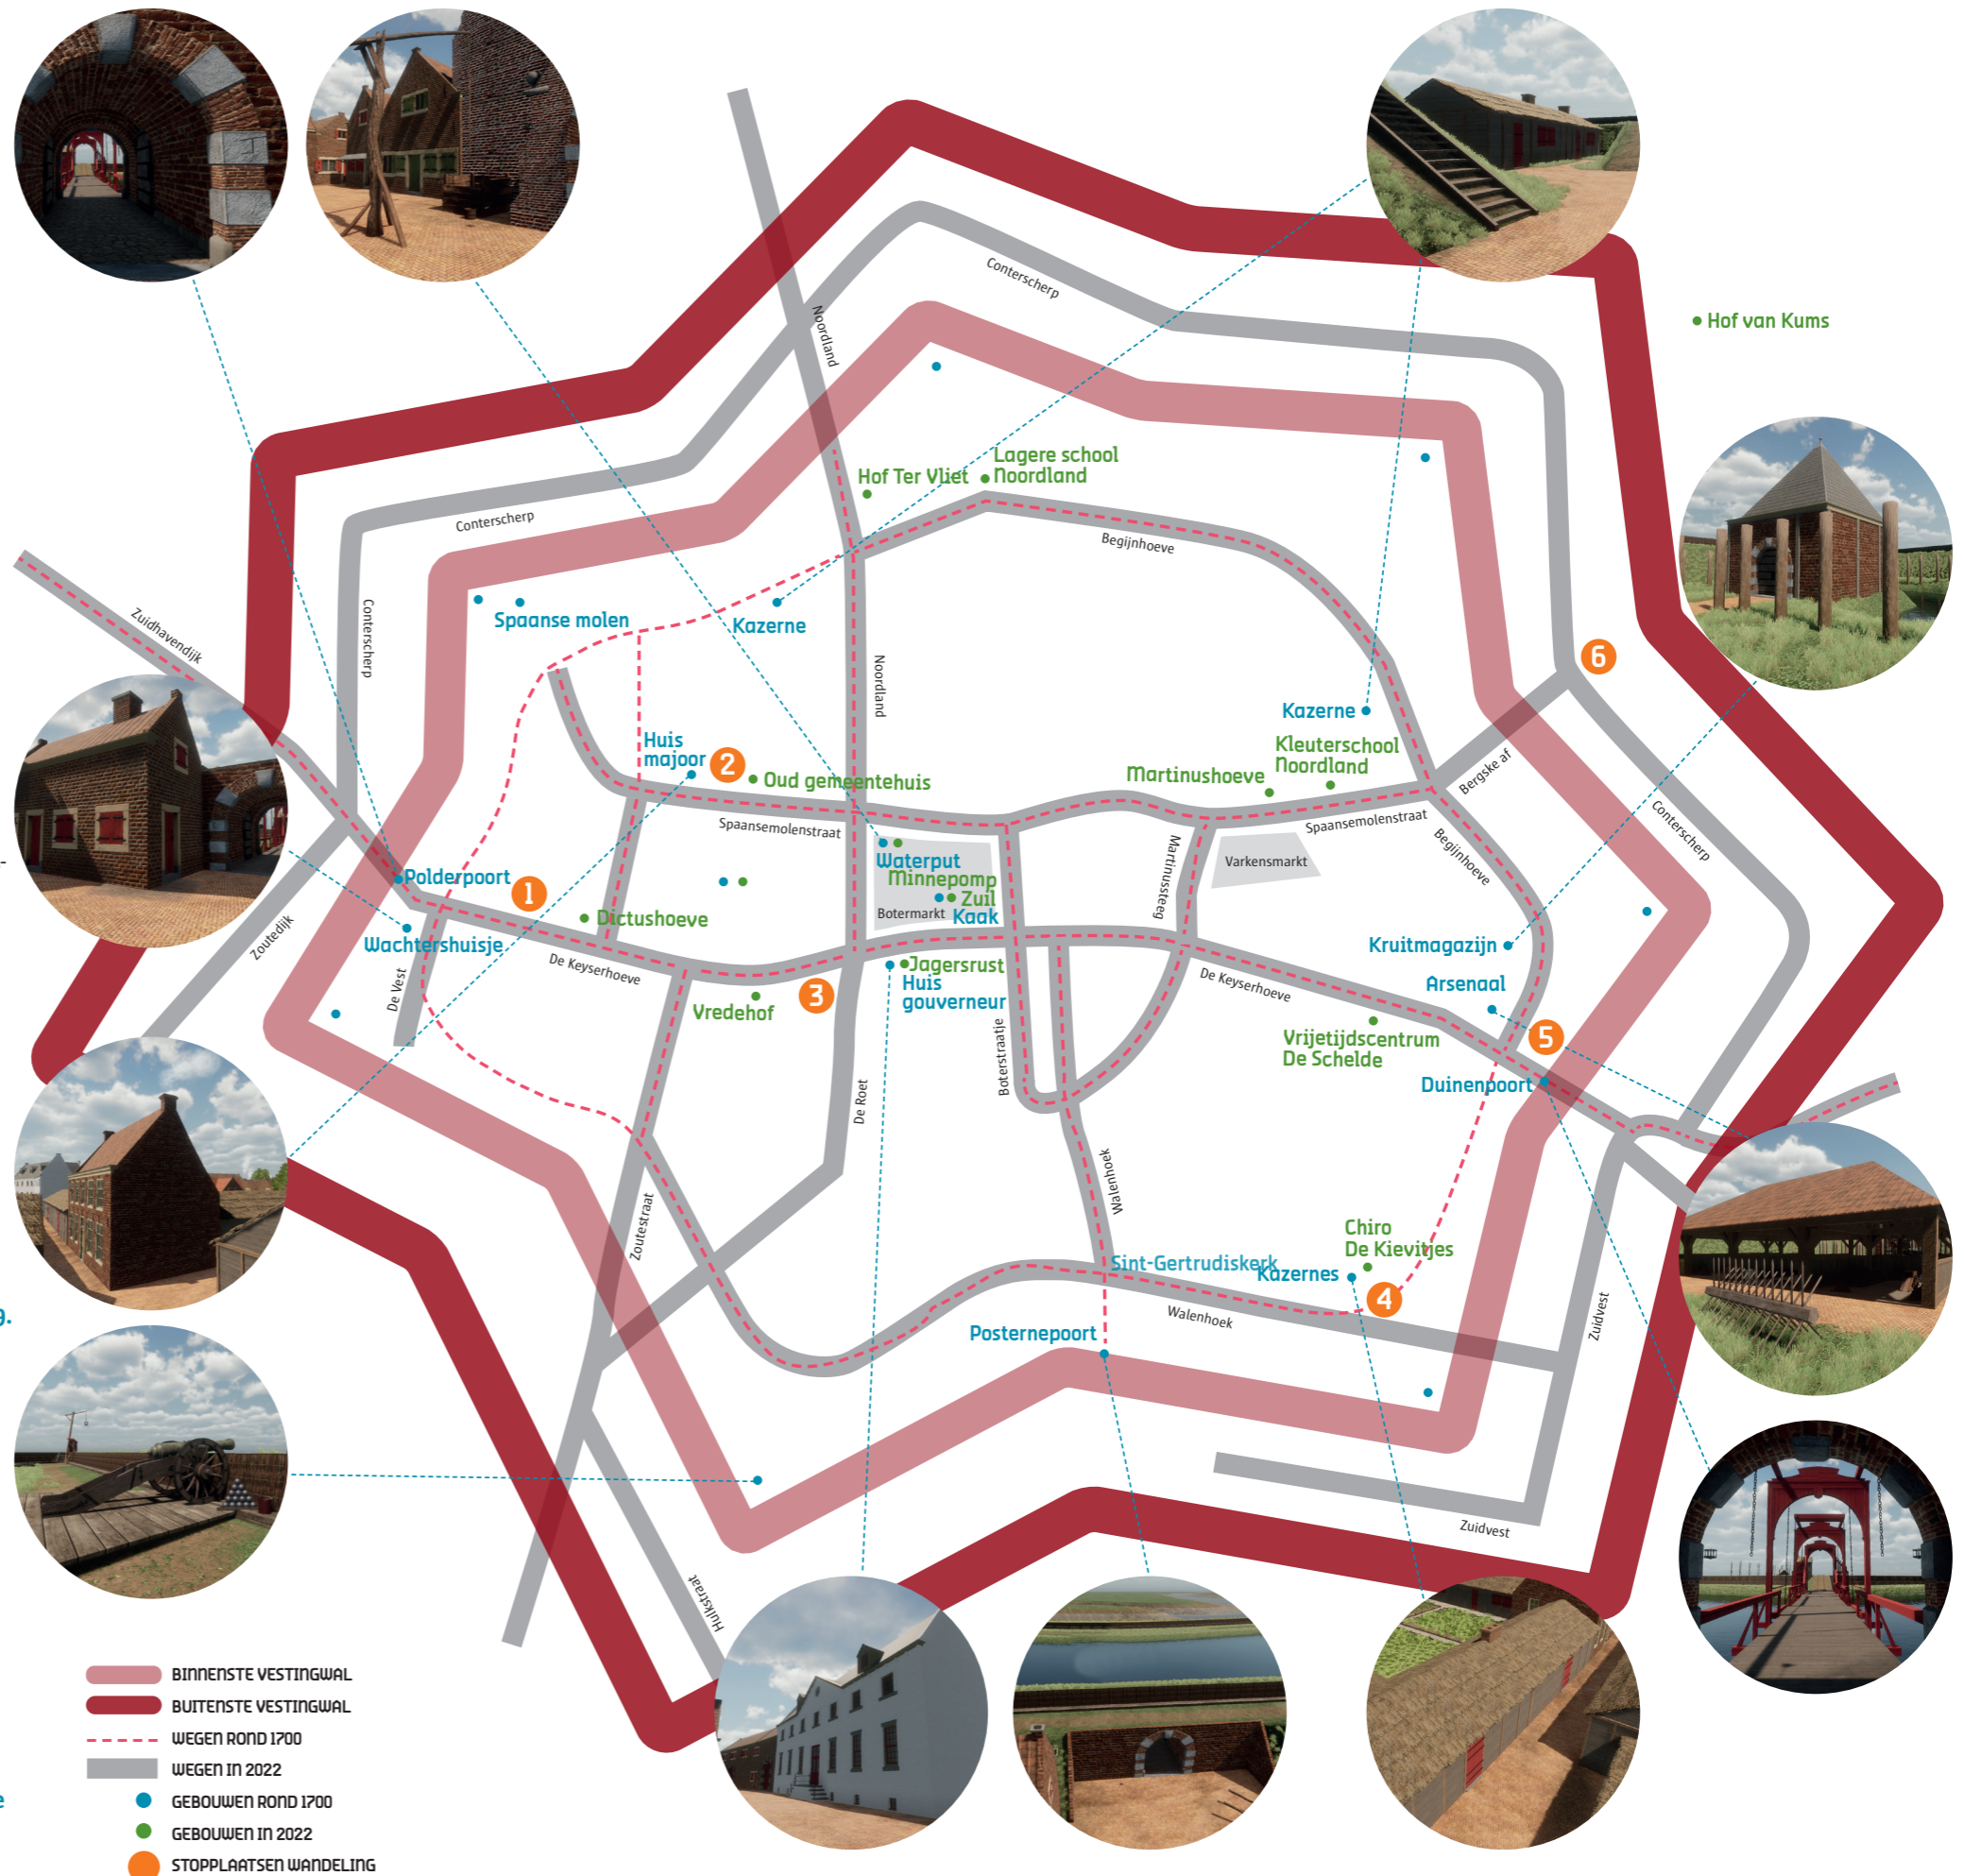 Conterscherp
Noordland
Hof van Kums
Lagere school
Noordland
Hof Ter Vliet
Conterscherp
Begijnhoeve
Conterscherp
Zuidhavendijk
Spaanse molen
Kazerne
Noordland
6
Kazerne
Huis
majoor
2
Oud gemeentehuis
Kleuterschool
Noordland
Martinushoeve
Bergske af
Spaansemolenstraat
Spaansemolenstraat
Conterscherp
Begijnhoeve
Martinussteeg
Varkensmarkt
Waterput
Minnepomp
Zuil
Botermarkt
Kaak
-
Polderpoort
1
Dictushoeve
Wachtershuisje
Zoutedijk
De Vest
De Keyserhoeve
3
Jagersrust
Huis
gouverneur
De Keyserhoeve
Kruitmagazijn
Arsenaal
Vredehof
Vrijetijdscentrum
De Schelde
5
Duinenpoort
Boterstraatje
De Roet
Walenhoek
Zoutestraat
Chiro
De Kievitjes
Sint-Gertrudiskerk
Kazernes
4
Walenhoek
Zuidvest
Posternepoort
g.
Zuidvest
Hulkstraat
BINNENSTE VESTINGWAL
BUITENSTE VESTINGWAL
WEGEN ROND 1700
WEGEN IN 2022
e
GEBOUWEN ROND 1700
GEBOUWEN IN 2022
STOPPLAATSEN WANDELING